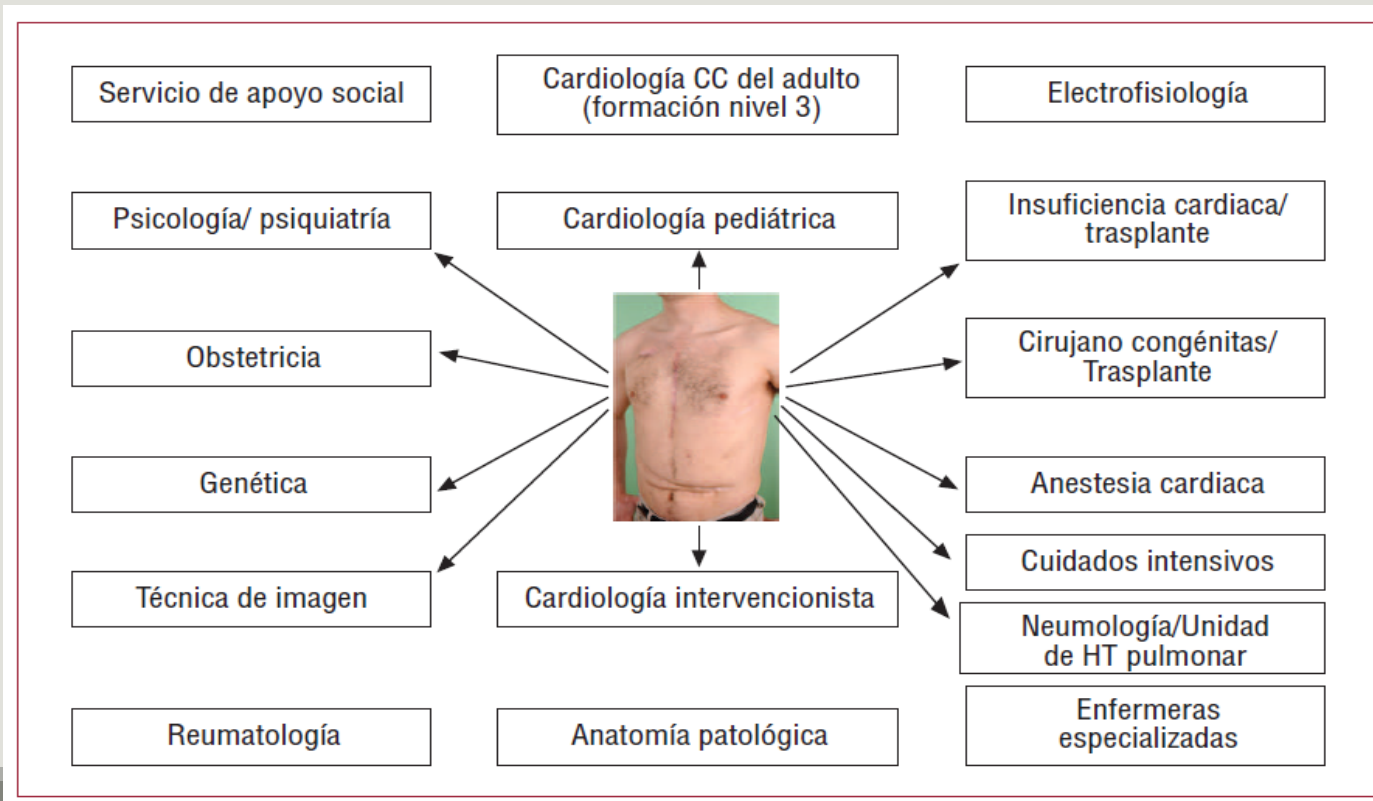 Servicio de apoyo social
Cardiología CC del adulto
(formación nivel 3)
Electrofisiología
Psicología/ psiquiatría
Cardiología pediátrica
Insuficiencia cardiaca/
trasplante
Obstetricia
Cirujano congénitas/
Trasplante
Genética
Anestesia cardiaca
Cuidados intensivos
Técnica de imagen
Cardiología intervencionista
Neumología/Unidad
de HT pulmonar
Reumatología
Anatomía patológica
Enfermeras
especializadas